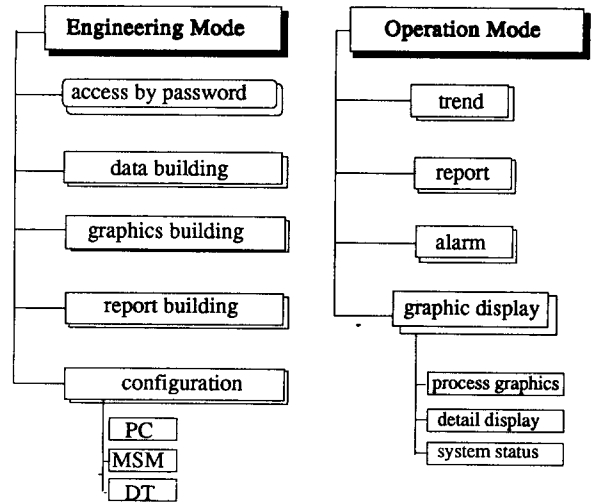 Engineering Mode
access by password
data building
graphics building
report building
configuration
PC
MSM
DT
Operation Mode
trend
report
alarm
graphic display
process graphics
detail display
system status